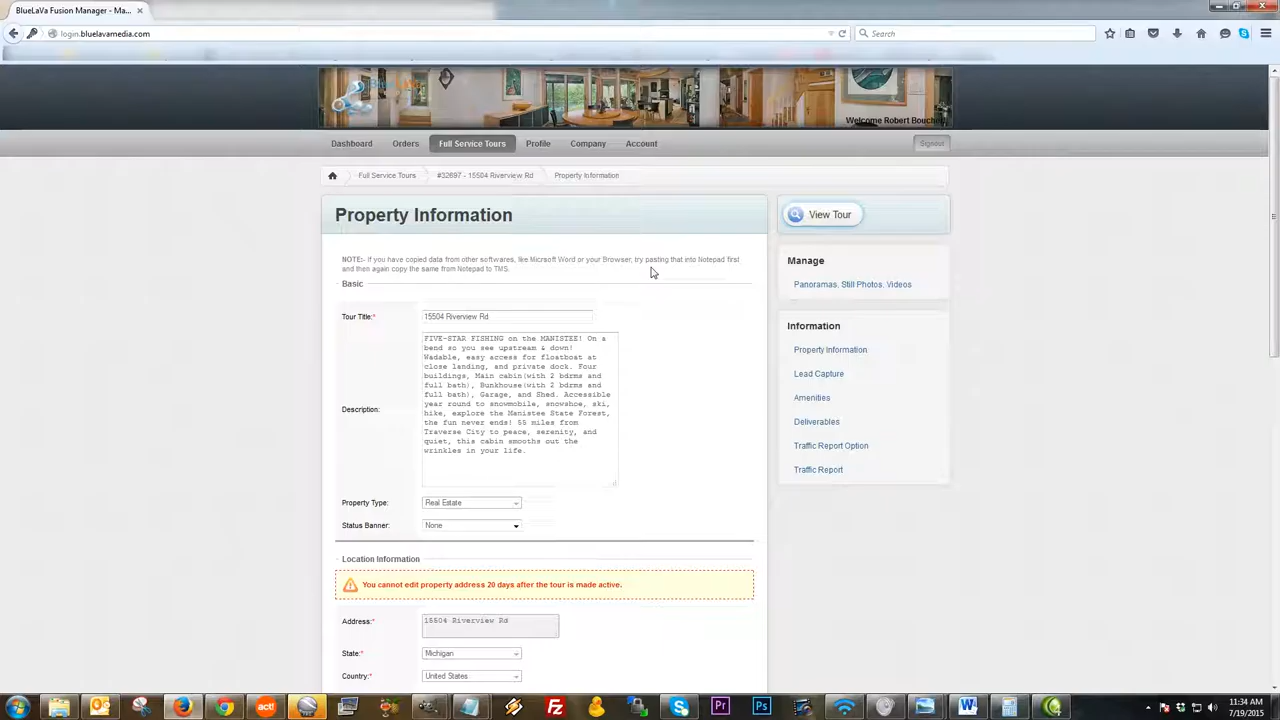 BlueLaVa Fusion Manager - Ma...
login.bluelavamedia.com
Search
Welcome Robert Bouchen
Dashboard Orders Full Service Tours Profile Company Account Signout
Full Service Tours #32697 - 15504 Riverview Rd Property Information
Property Information
View Tour
NOTE:- If you have copied data from other softwares, like Micrsoft Word or your Browser, try pasting that into Notepad first
and then again copy the same from Notepad to TMS.
Basic
Tour Title:* 15504 Riverview Rd
Description:
FIVE-STAR FISHING on the MANISTEE! On a
bend so you see upstream & down!
Wadable, easy access for floatboat at
close landing, and private dock. Four
buildings, Main cabin(with 2 bdrms and
full bath), Bunkhouse(with 2 bdrms and
full bath), Garage, and Shed. Accessible
year round to snowmobile, snowshoe, ski,
hike, explore the Manistee State Forest,
the fun never ends! 55 miles from
Traverse City to peace, serenity, and
quiet, this cabin smooths out the
wrinkles in your life.
Property Type: Real Estate
Status Banner: None
Location Information
You cannot edit property address 20 days after the tour is made active.
Address:* 15504 Riverview Rd
State:* Michigan
Country:* United States
Manage
Panoramas, Still Photos, Videos
Information
Property Information
Lead Capture
Amenities
Deliverables
Traffic Report Option
Traffic Report
act!
Fz
Pr
Ps
W
11:34 AM
7/19/2015